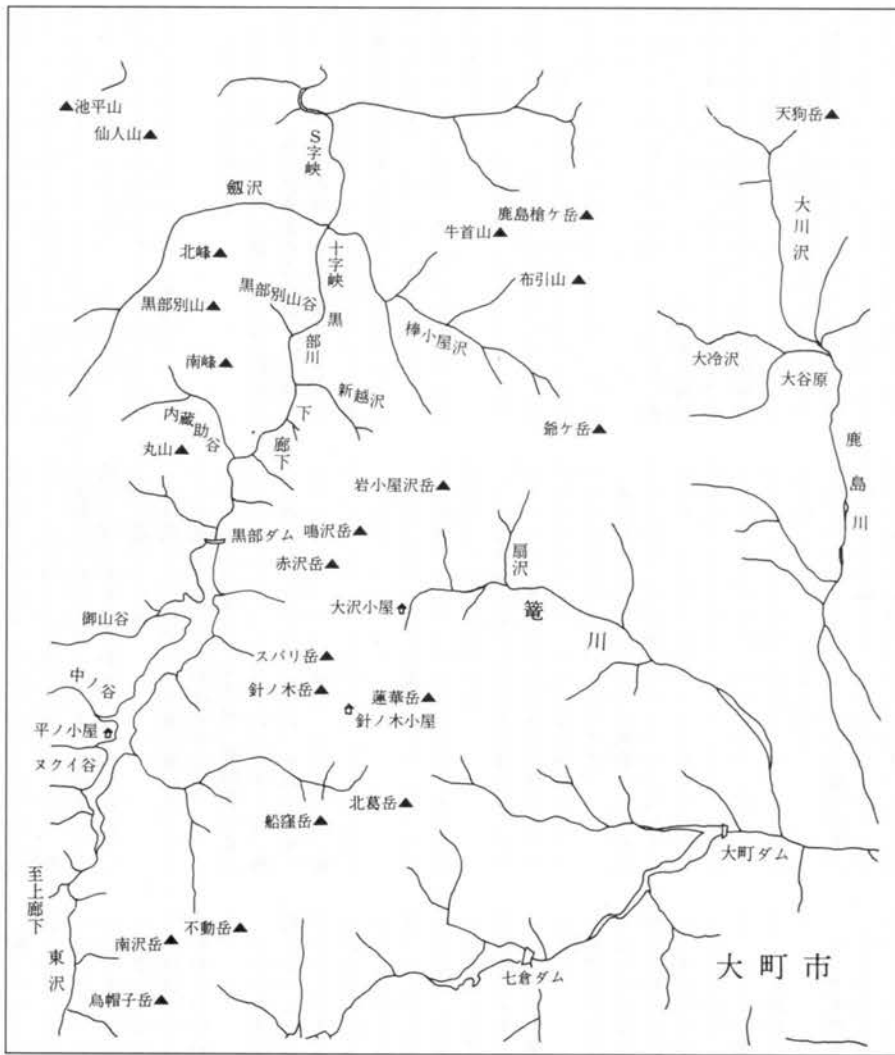 池平山
仙人山
天狗岳
S字峡
劔沢
大川沢
鹿島槍ケ岳
牛首山
十字峡
北峰
布引山
黒部別山谷
黒部別山
黒部川
棒小屋沢
南峰
大冷沢
大谷原
新越沢
内蔵助谷
下廊下
爺ケ岳
鹿島川
丸山
岩小屋沢岳
黒部ダム
鳴沢岳
扇沢
赤沢岳
大沢小屋
篭川
御山谷
スバリ岳
中ノ谷
針ノ木岳
蓮華岳
針ノ木小屋
平ノ小屋
ヌクイ谷
北葛岳
船窪岳
大町ダム
至上廊下
不動岳
南沢岳
東沢
七倉ダム
大町市
烏帽子岳